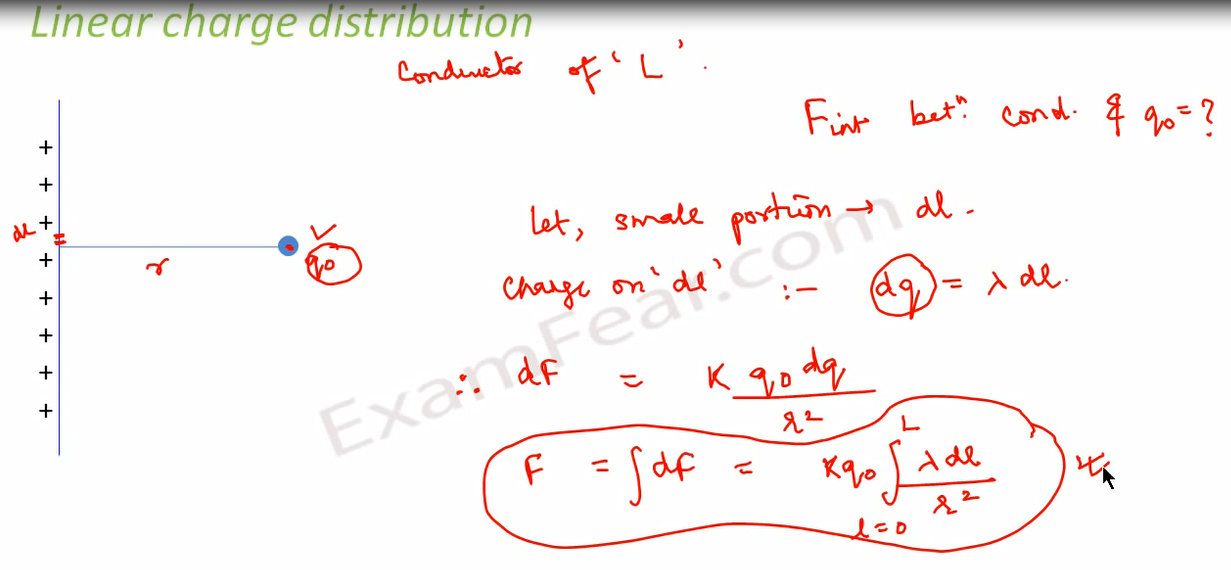 Linear charge distribution
Conductor of 'L'.
Fint betn. cond. & q0 = ?
+
+
+
dl
+
+
+
+
+
r
q0
Let, small portion → dl.
Charge on 'dl' :- dq = λ dl.
∴ dF = K q0 dq / r²
F = ∫ dF = K q0 ∫ l=0 L λ dl / r²
ExamFear.com